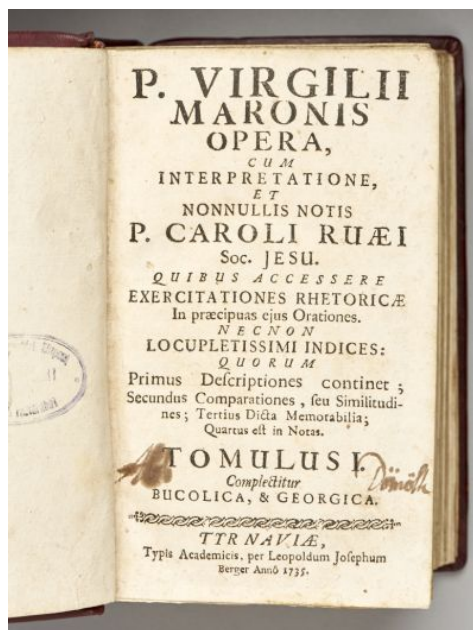 P. VIRGILII
MARONIS
OPERA,
CUM
INTERPRETATIONE,
ET
NONNULLIS NOTIS
P. CAROLI RUÆI
Soc. JESU.
QUIBUS ACCESSERE
EXERCITATIONES RHETORICÆ
In præcipuas ejus Orationes.
NECNON
LOCUPLETISSIMI INDICES:
QUORUM
Primus Descriptiones continet;
Secundus Comparationes, seu Similitudi-
nes; Tertius Dicta Memorabilia;
Quartus est in Notas.
TOMULUS I.
Complectitur
BUCOLICA, & GEORGICA.
TYRNAVIÆ,
Typis Academicis, per Leopoldum Josephum
Berger Annô 1735.